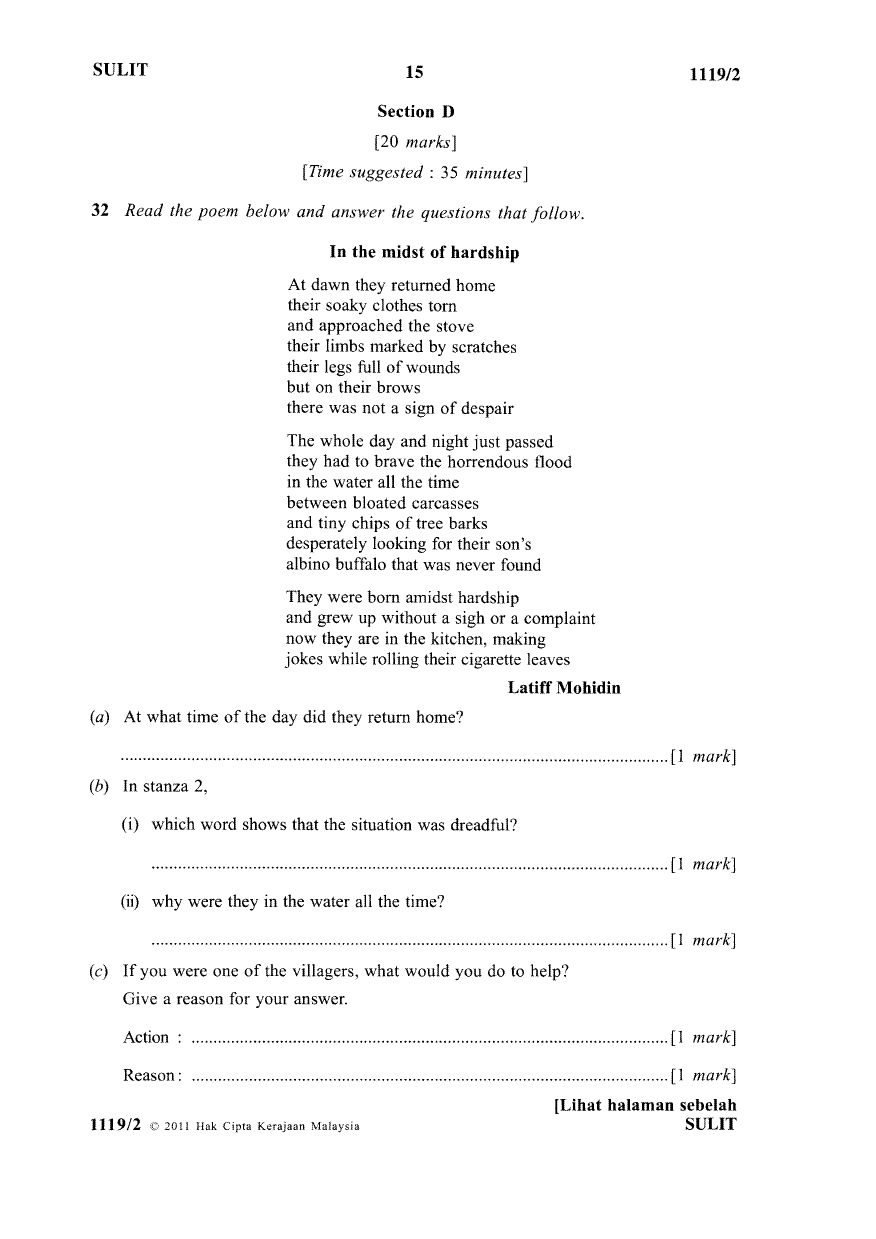 SULIT 15 1119/2
Section D
[20 marks]
[Time suggested : 35 minutes]
32 Read the poem below and answer the questions that follow.
In the midst of hardship
At dawn they returned home
their soaky clothes torn
and approached the stove
their limbs marked by scratches
their legs full of wounds
but on their brows
there was not a sign of despair
The whole day and night just passed
they had to brave the horrendous flood
in the water all the time
between bloated carcasses
and tiny chips of tree barks
desperately looking for their son's
albino buffalo that was never found
They were born amidst hardship
and grew up without a sigh or a complaint
now they are in the kitchen, making
jokes while rolling their cigarette leaves
Latiff Mohidin
(a) At what time of the day did they return home?
.......................................................................................................................... [1 mark]
(b) In stanza 2,
(i) which word shows that the situation was dreadful?
................................................................................................................... [1 mark]
(ii) why were they in the water all the time?
................................................................................................................... [1 mark]
(c) If you were one of the villagers, what would you do to help?
Give a reason for your answer.
Action : .......................................................................................................... [1 mark]
Reason : .......................................................................................................... [1 mark]
[Lihat halaman sebelah
1119/2 © 2011 Hak Cipta Kerajaan Malaysia SULIT